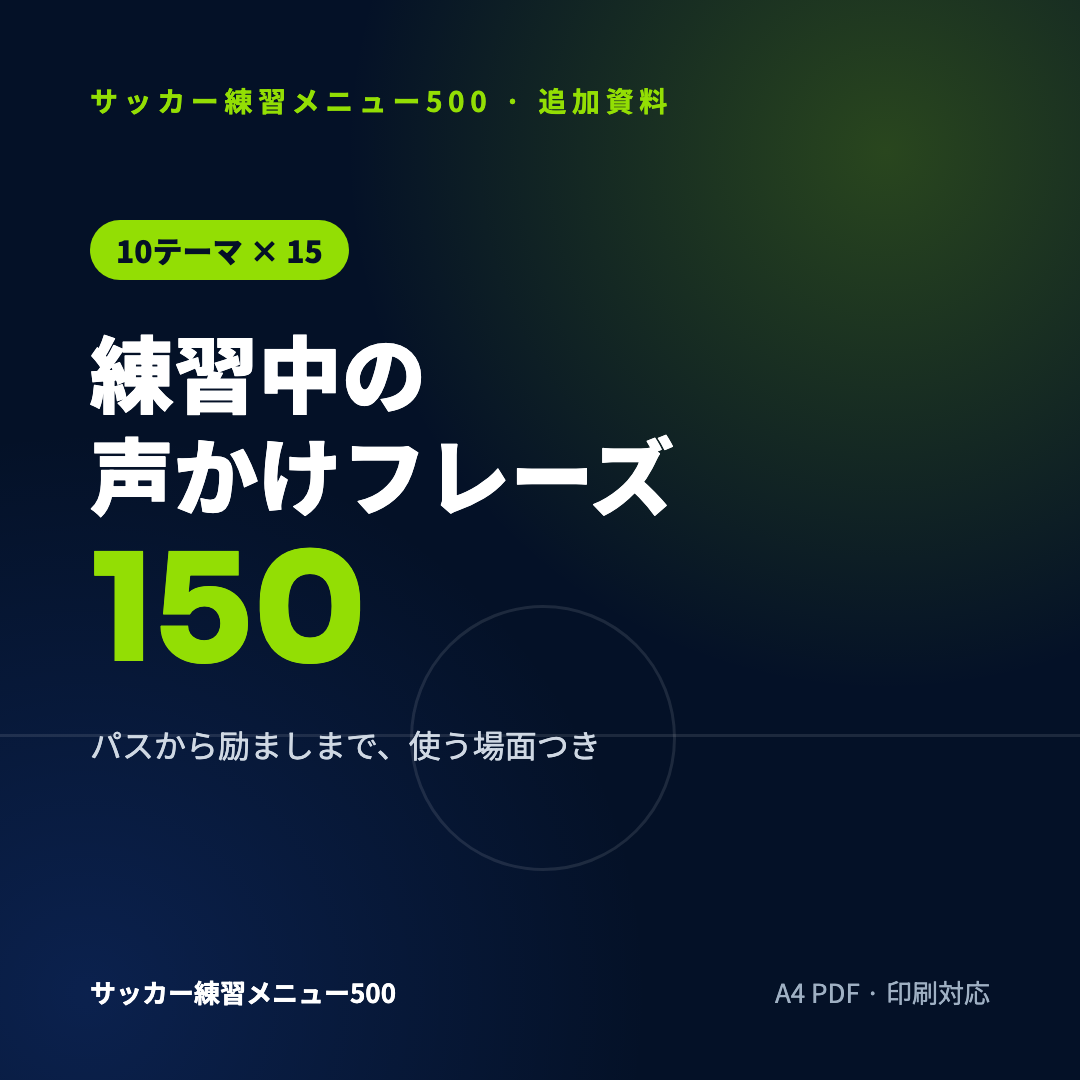 サッカー練習メニュー500 · 追加資料
10テーマ × 15
練習中の
声かけフレーズ
150
パスから励ましまで、使う場面つき
サッカー練習メニュー500
A4 PDF · 印刷対応